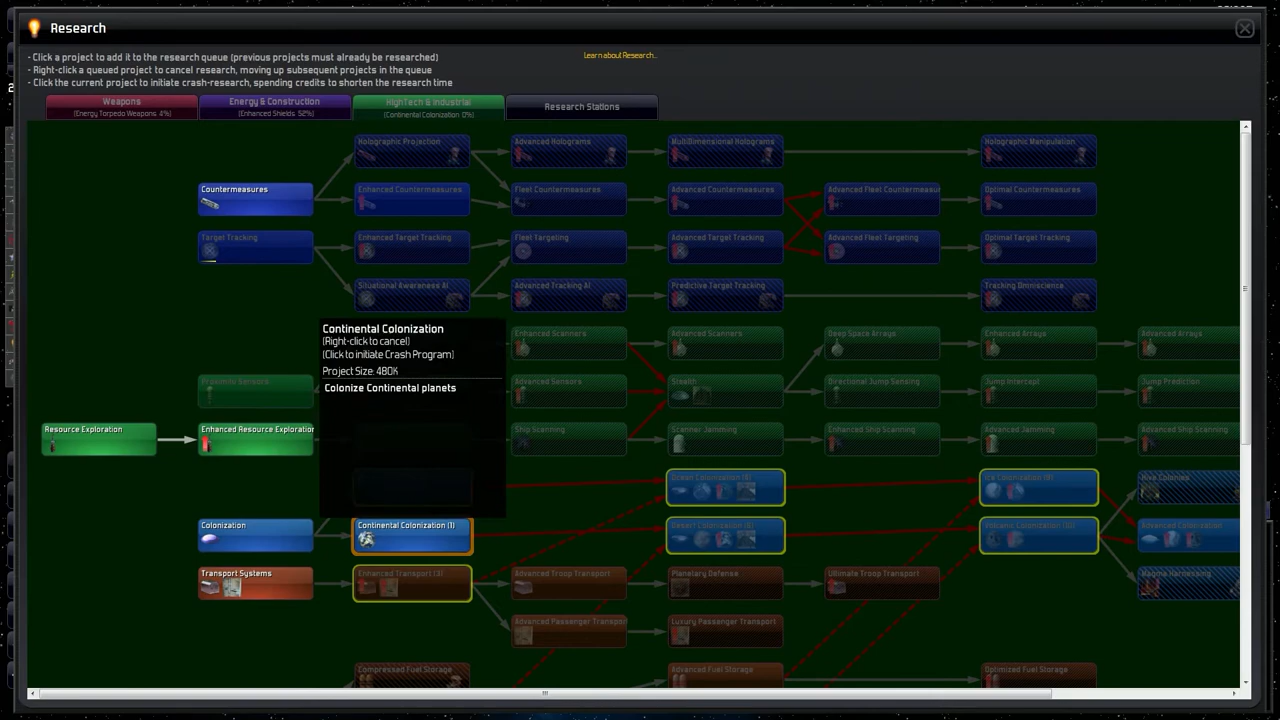 Research
- Click a project to add it to the research queue (previous projects must already be researched)
- Right-click a queued project to cancel research, moving up subsequent projects in the queue
- Click the current project to initiate crash-research, spending credits to shorten the research time
Learn about Research...
Weapons
(Energy Torpedo Weapons: 4%)
Energy & Construction
(Enhanced Shields: 52%)
HighTech & Industrial
(Continental Colonization: 0%)
Research Stations
Holographic Projection
Advanced Holograms
MultiDimensional Holograms
Holographic Manipulation
Countermeasures
Enhanced Countermeasures
Fleet Countermeasures
Advanced Countermeasures
Advanced Fleet Countermeasur
Optimal Countermeasures
Target Tracking
Enhanced Target Tracking
Fleet Targeting
Advanced Target Tracking
Advanced Fleet Targeting
Optimal Target Tracking
Situational Awareness AI
Advanced Tracking AI
Predictive Target Tracking
Tracking Omniscience
Continental Colonization
(Right-click to cancel)
(Click to initiate Crash Program)
Project Size: 480K
Colonize Continental planets
Enhanced Scanners
Advanced Scanners
Deep Space Arrays
Enhanced Arrays
Advanced Arrays
Proximity Sensors
Advanced Sensors
Stealth
Directional Jump Sensing
Jump Intercept
Jump Prediction
Resource Exploration
Enhanced Resource Exploration
Ship Scanning
Scanner Jamming
Enhanced Ship Scanning
Advanced Jamming
Advanced Ship Scanning
Ocean Colonization
Ice Colonization
Hive Colonies
Colonization
Continental Colonization (1)
Desert Colonization
Volcanic Colonization
Advanced Colonization
Transport Systems
Enhanced Transport (3)
Advanced Troop Transport
Planetary Defense
Ultimate Troop Transport
Magma Harnessing
Advanced Passenger Transpor
Luxury Passenger Transport
Compressed Fuel Storage
Advanced Fuel Storage
Optimized Fuel Storage